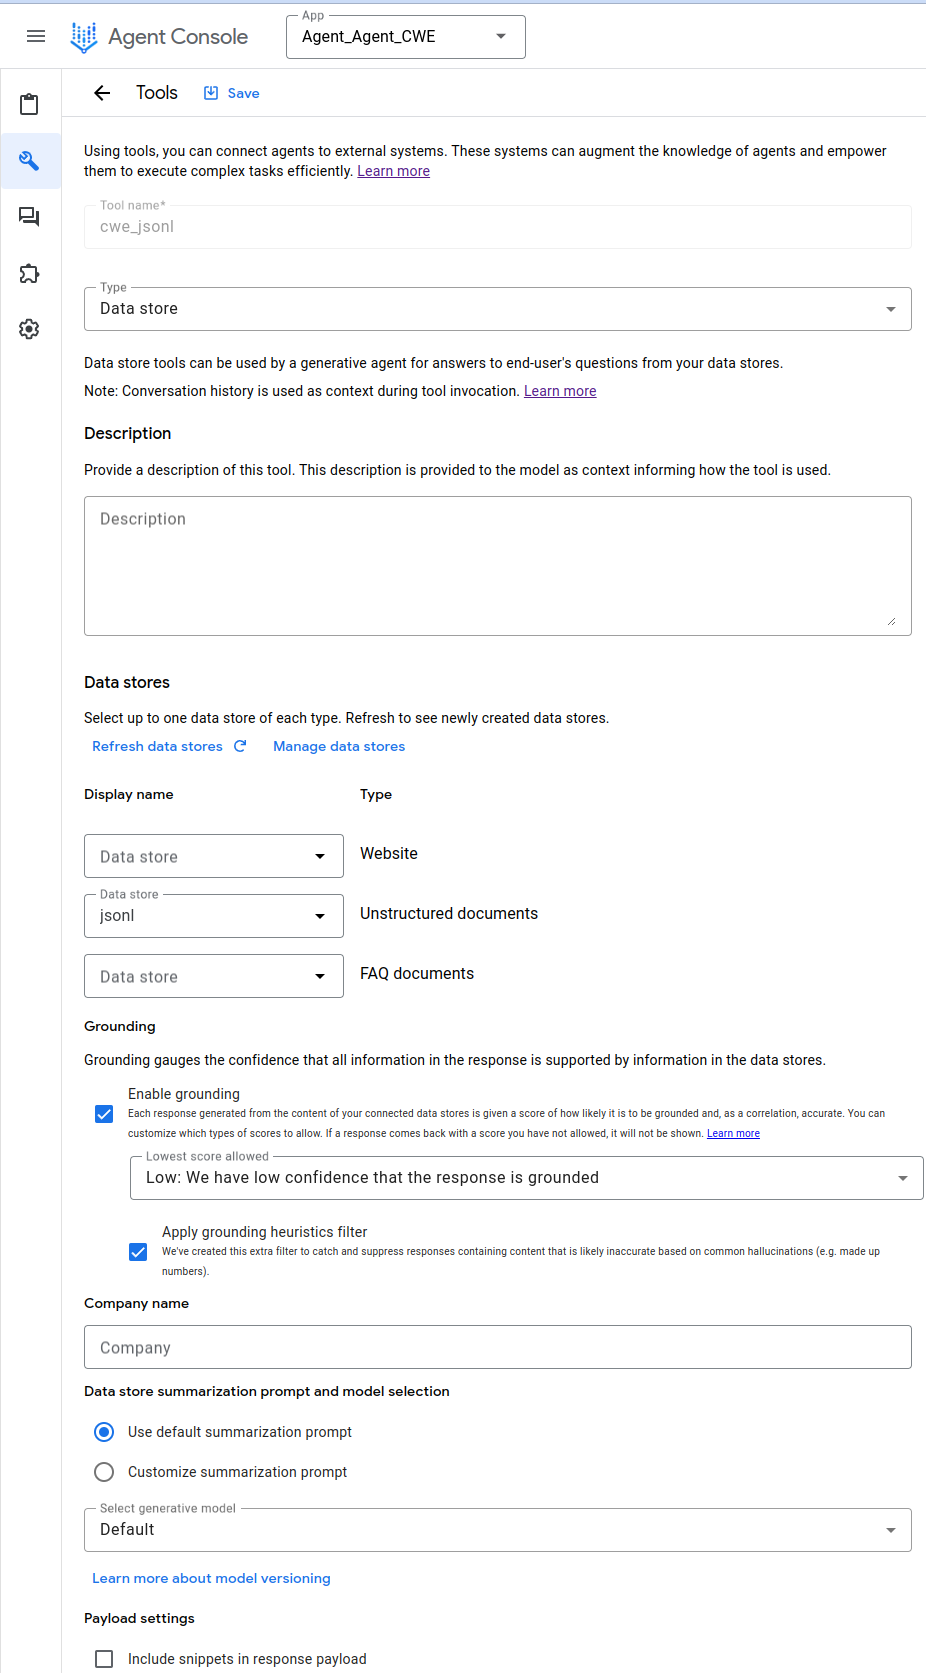 Agent Console
App
Agent_Agent_CWE
Tools
Save
Using tools, you can connect agents to external systems. These systems can augment the knowledge of agents and empower
them to execute complex tasks efficiently. Learn more
Tool name*
cwe_jsonl
Type
Data store
Data store tools can be used by a generative agent for answers to end-user's questions from your data stores.
Note: Conversation history is used as context during tool invocation. Learn more
Description
Provide a description of this tool. This description is provided to the model as context informing how the tool is used.
Description
Data stores
Select up to one data store of each type. Refresh to see newly created data stores.
Refresh data stores Manage data stores
Display name Type
Data store Website
Data store
jsonl Unstructured documents
Data store FAQ documents
Grounding
Grounding gauges the confidence that all information in the response is supported by information in the data stores.
Enable grounding
Each response generated from the content of your connected data stores is given a score of how likely it is to be grounded and, as a correlation, accurate. You can
customize which types of scores to allow. If a response comes back with a score you have not allowed, it will not be shown. Learn more
Lowest score allowed
Low: We have low confidence that the response is grounded
Apply grounding heuristics filter
We've created this extra filter to catch and suppress responses containing content that is likely inaccurate based on common hallucinations (e.g. made up
numbers).
Company name
Company
Data store summarization prompt and model selection
Use default summarization prompt
Customize summarization prompt
Select generative model
Default
Learn more about model versioning
Payload settings
Include snippets in response payload